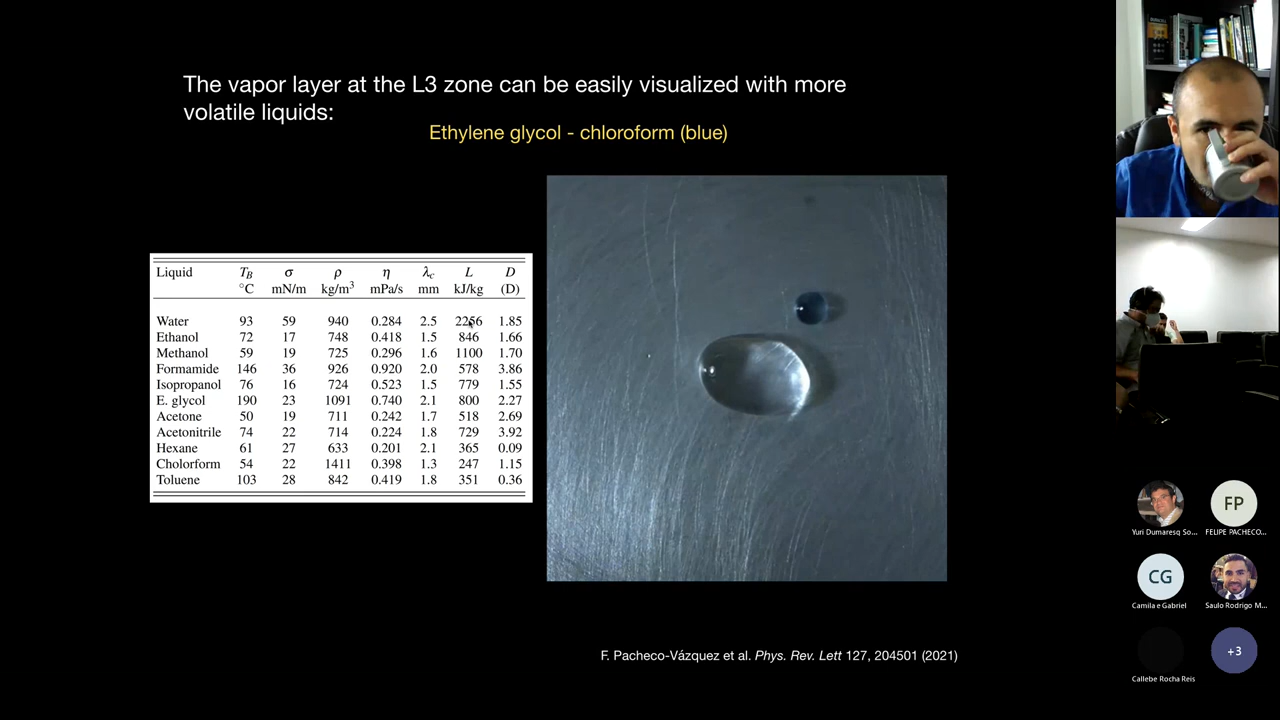 The vapor layer at the L3 zone can be easily visualized with more
volatile liquids:
Ethylene glycol - chloroform (blue)
Liquid T_B σ ρ η λ_c L D
°C mN/m kg/m³ mPa/s mm kJ/kg (D)
Water 93 59 940 0.284 2.5 2256 1.85
Ethanol 72 17 748 0.418 1.5 846 1.66
Methanol 59 19 725 0.296 1.6 1100 1.70
Formamide 146 36 926 0.920 2.0 578 3.86
Isopropanol 76 16 724 0.523 1.5 779 1.55
E. glycol 190 23 1091 0.740 2.1 800 2.27
Acetone 50 19 711 0.242 1.7 518 2.69
Acetonitrile 74 22 714 0.224 1.8 729 3.92
Hexane 61 27 633 0.201 2.1 365 0.09
Cholorform 54 22 1411 0.398 1.3 247 1.15
Toluene 103 28 842 0.419 1.8 351 0.36
F. Pacheco-Vázquez et al. Phys. Rev. Lett 127, 204501 (2021)
FP
Yuri Dumaresq So... FELIPE PACHECO...
CG
Camila e Gabriel Saulo Rodrigo M...
+3
Callebe Rocha Reis